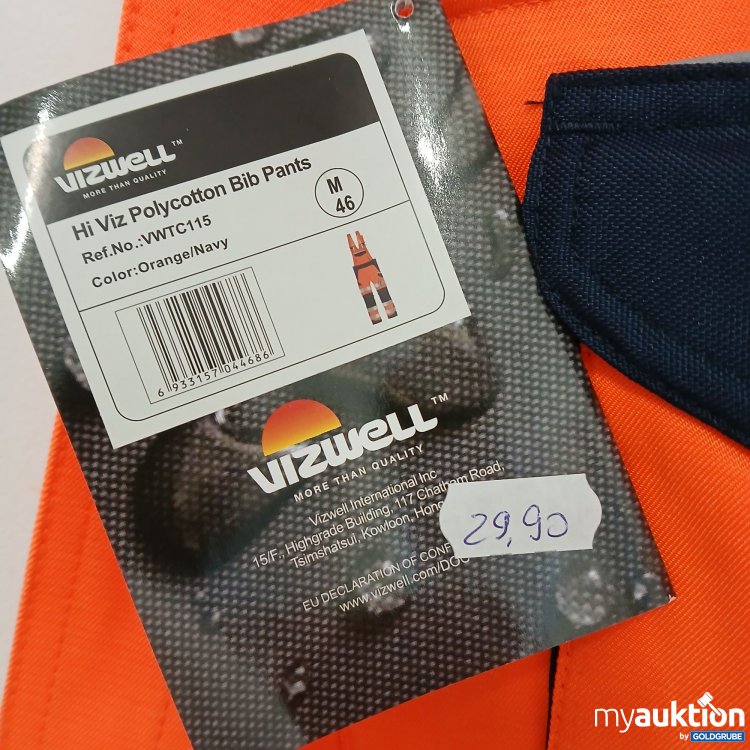 VIZWELL™
MORE THAN QUALITY
Hi Viz Polycotton Bib Pants
Ref.No.:VWTC115
Color:Orange/Navy
M
46
6 933157 044686
VIZWELL™
MORE THAN QUALITY
Vizwell International Inc
15/F., Highgrade Building, 117 Chatham Road,
Tsimshatsui, Kowloon,
29,90
EU DECLARATION OF
www.vizwell.com/DOC
myauktion
by GOLDGRUBE